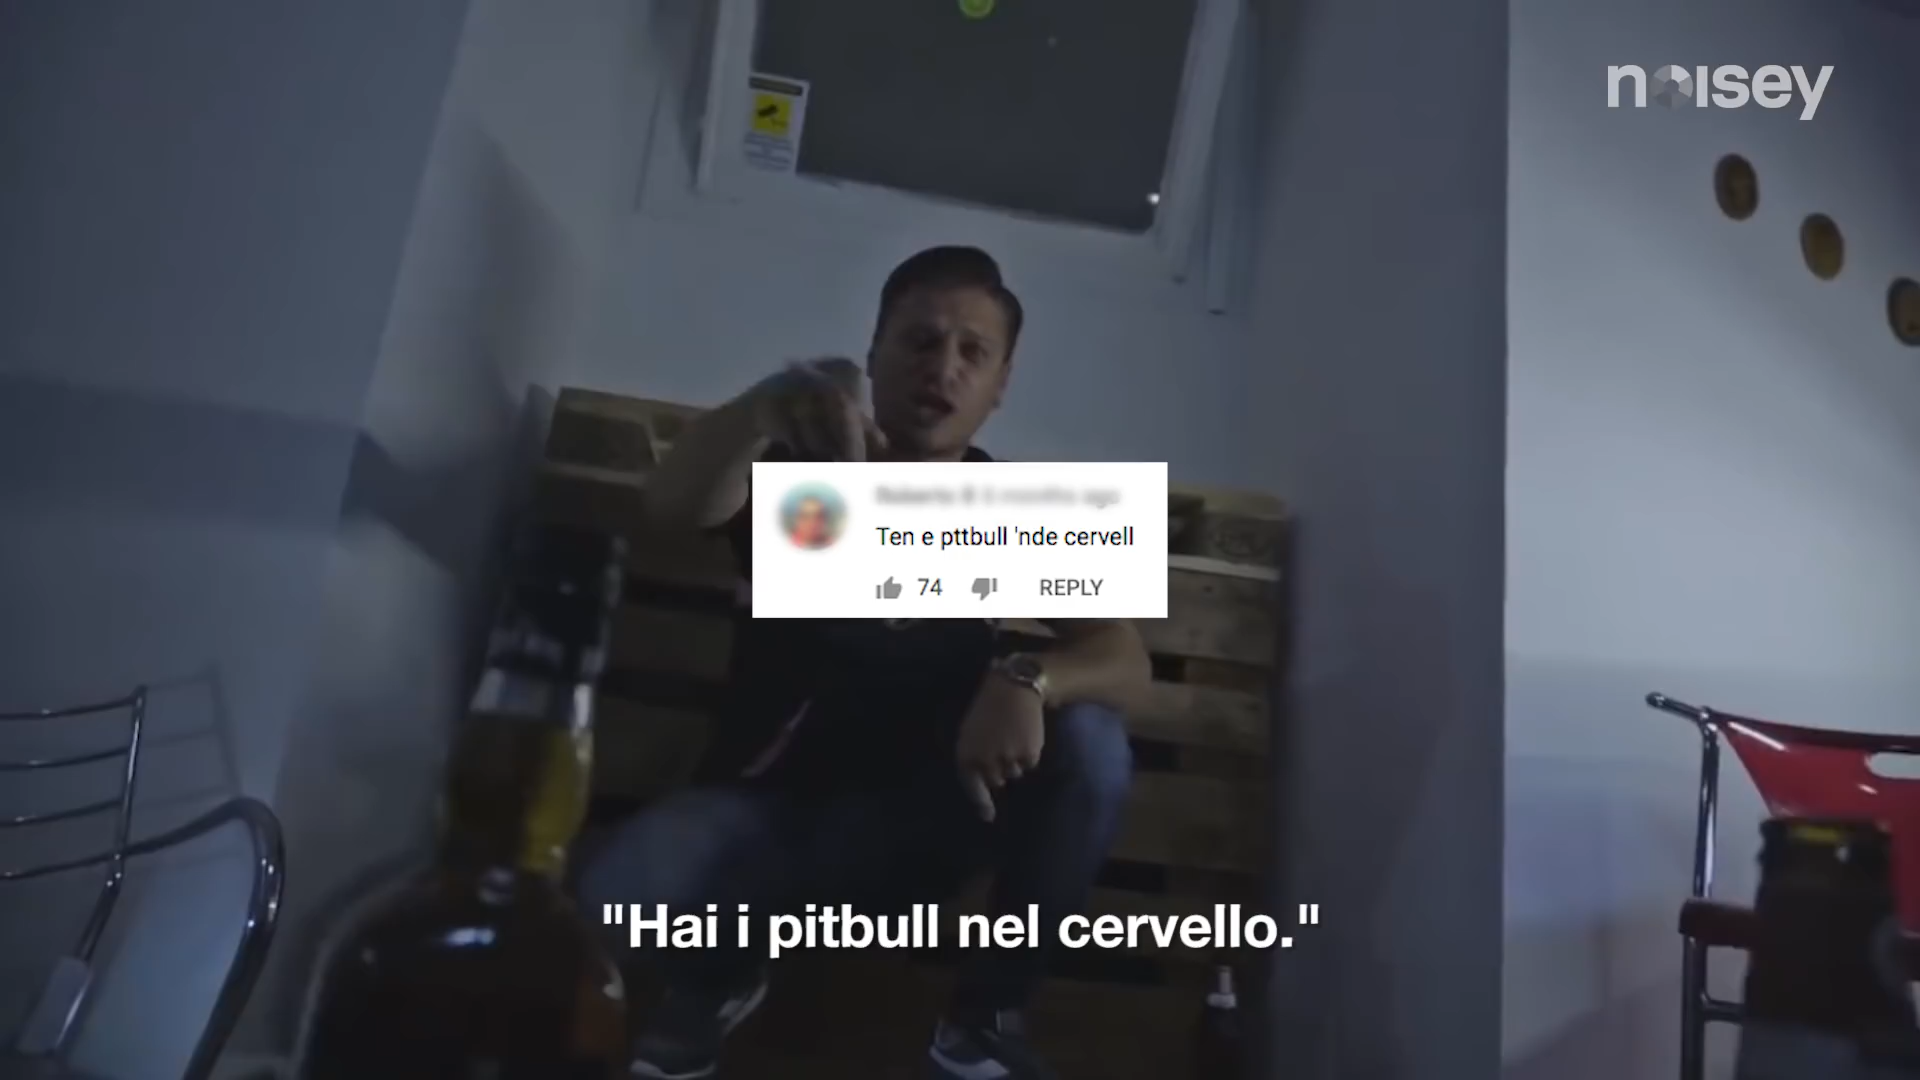 noisey
Ten e pttbull 'nde cervell
74 REPLY
"Hai i pitbull nel cervello."